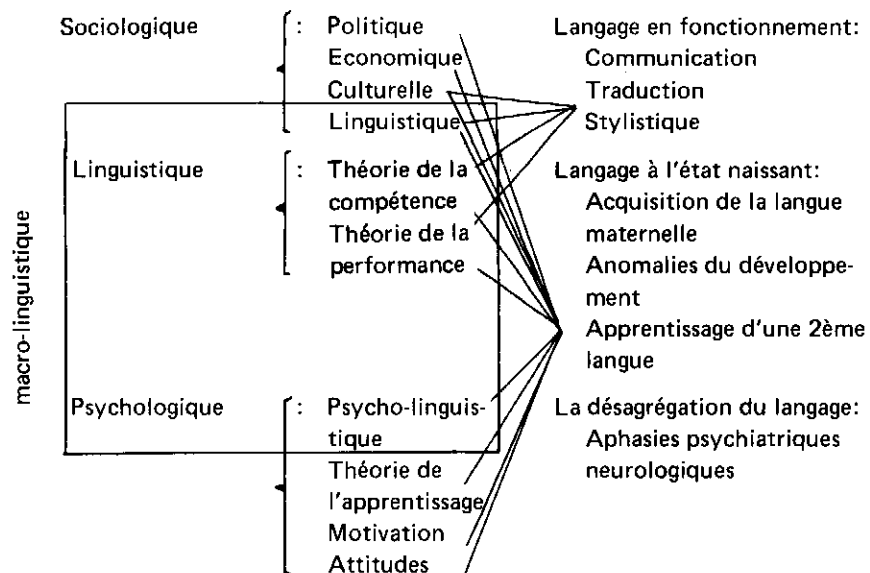 Sociologique : Politique
Economique
Culturelle
Linguistique
Linguistique : Théorie de la
compétence
Théorie de la
performance
Psychologique : Psycho-linguis-
tique
Théorie de
l'apprentissage
Motivation
Attitudes
macro-linguistique
Langage en fonctionnement:
Communication
Traduction
Stylistique
Langage à l'état naissant:
Acquisition de la langue
maternelle
Anomalies du développe-
ment
Apprentissage d'une 2ème
langue
La désagrégation du langage:
Aphasies psychiatriques
neurologiques